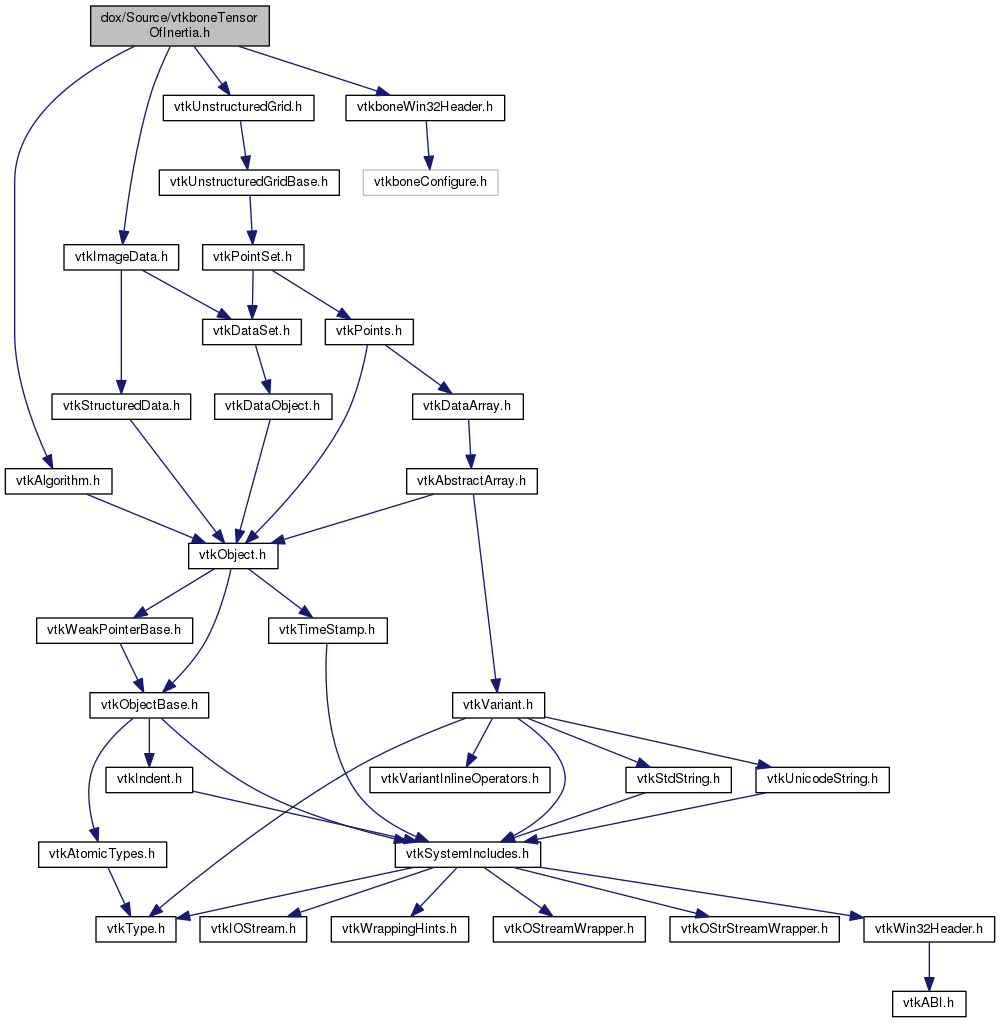 dox/Source/vtkboneTensor
OfInertia.h
vtkUnstructuredGrid.h
vtkboneWin32Header.h
vtkUnstructuredGridBase.h
vtkboneConfigure.h
vtkImageData.h
vtkPointSet.h
vtkDataSet.h
vtkPoints.h
vtkStructuredData.h
vtkDataObject.h
vtkDataArray.h
vtkAlgorithm.h
vtkAbstractArray.h
vtkObject.h
vtkWeakPointerBase.h
vtkTimeStamp.h
vtkObjectBase.h
vtkVariant.h
vtkIndent.h
vtkVariantInlineOperators.h
vtkStdString.h
vtkUnicodeString.h
vtkAtomicTypes.h
vtkSystemIncludes.h
vtkType.h
vtkIOStream.h
vtkWrappingHints.h
vtkOStreamWrapper.h
vtkOStrStreamWrapper.h
vtkWin32Header.h
vtkABI.h